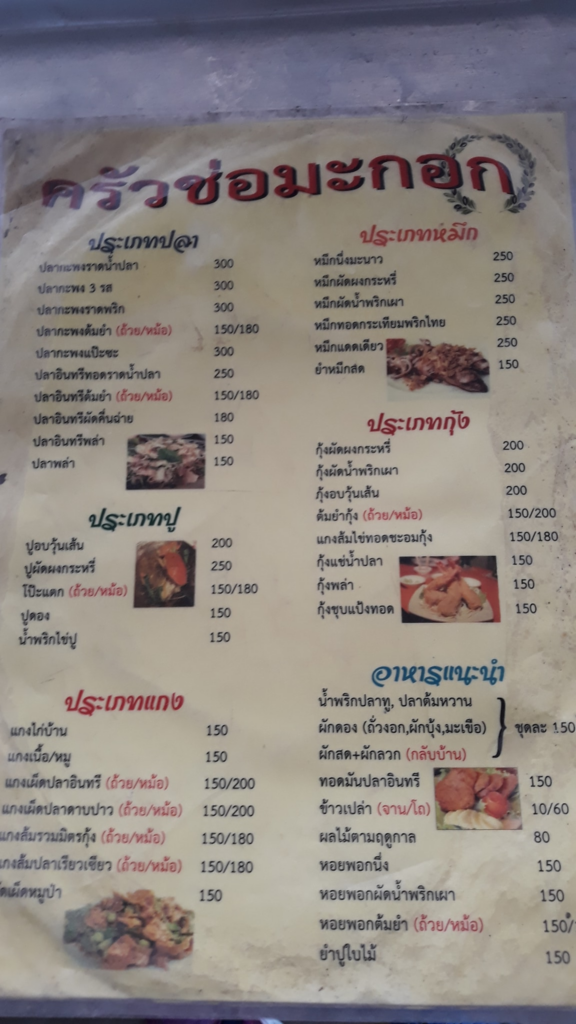 ครัวช่อมะกอก
ประเภทปลา
ปลากะพงราดน้ำปลา 300
ปลากะพง 3 รส 300
ปลากะพงราดพริก 300
ปลากะพงต้มยำ (ถ้วย/หม้อ) 150/180
ปลากะพงแป๊ะซะ 300
ปลาอินทรีทอดราดน้ำปลา 250
ปลาอินทรีต้มยำ (ถ้วย/หม้อ) 150/180
ปลาอินทรีผัดคื่นฉ่าย 180
ปลาอินทรีพล่า 150
ปลาพล่า 150
ประเภทปู
ปูอบวุ้นเส้น 200
ปูผัดผงกระหรี่ 250
โป๊ะแตก (ถ้วย/หม้อ) 150/180
ปูดอง 150
น้ำพริกไข่ปู 150
ประเภทแกง
แกงไก่บ้าน 150
แกงเนื้อ/หมู 150
แกงเผ็ดปลาอินทรี (ถ้วย/หม้อ) 150/200
แกงเผ็ดปลาดาบปาว (ถ้วย/หม้อ) 150/200
แกงส้มรวมมิตรกุ้ง (ถ้วย/หม้อ) 150/180
แกงส้มปลาเรียวเซียว (ถ้วย/หม้อ) 150/180
ผัดเผ็ดหมูป่า 150
ประเภทหมึก
หมึกนึ่งมะนาว 250
หมึกผัดผงกระหรี่ 250
หมึกผัดน้ำพริกเผา 250
หมึกทอดกระเทียมพริกไทย 250
หมึกแดดเดียว 250
ยำหมึกสด 150
ประเภทกุ้ง
กุ้งผัดผงกระหรี่ 200
กุ้งผัดน้ำพริกเผา 200
กุ้งอบวุ้นเส้น 200
ต้มยำกุ้ง (ถ้วย/หม้อ) 150/200
แกงส้มไข่ทอดชะอมกุ้ง 150/180
กุ้งแช่น้ำปลา 150
กุ้งพล่า 150
กุ้งชุบแป้งทอด 150
อาหารแนะนำ
น้ำพริกปลาทู, ปลาต้มหวาน
ผักดอง (ถั่วงอก,ผักบุ้ง,มะเขือ) ชุดละ 150
ผักสด+ผักลวก (กลับบ้าน)
ทอดมันปลาอินทรี 150
ข้าวเปล่า (จาน/โถ) 10/60
ผลไม้ตามฤดูกาล 80
หอยพอกนึ่ง 150
หอยพอกผัดน้ำพริกเผา 150
หอยพอกต้มยำ (ถ้วย/หม้อ) 150/
ยำปูใบไม้ 150